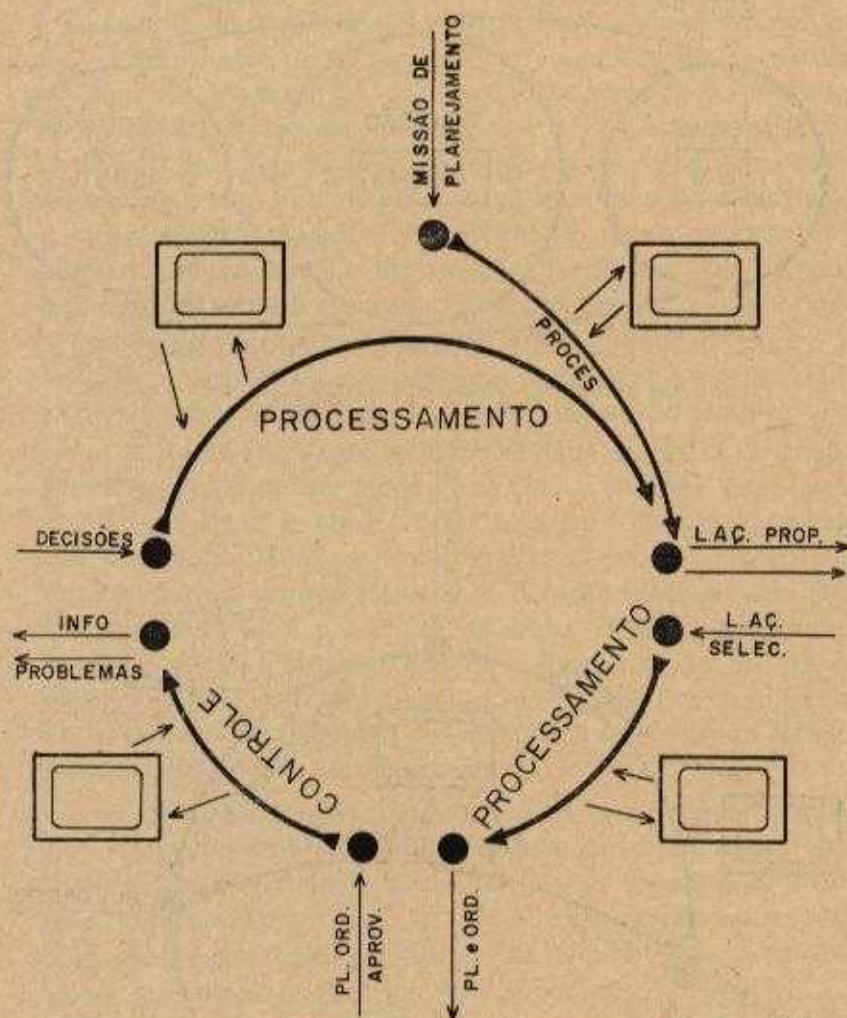 MISSÃO DE
PLANEJAMENTO
PROCES
PROCESSAMENTO
DECISÕES
L.AÇ. PROP.
INFO
PROBLEMAS
L. AÇ.
SELEC.
PROCESSAMENTO
CONTROLE
PL. ORD.
APROV.
PL. e ORD.